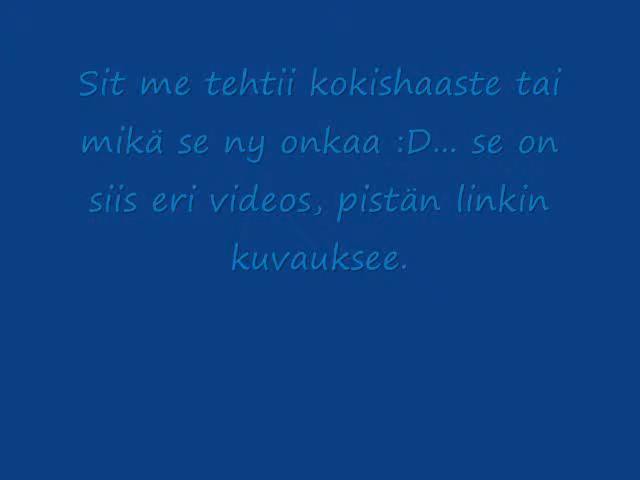 Sit me tehtii kokishaaste tai
mikä se ny onkaa :D... se on
siis eri videos, pistän linkin
kuvauksee.